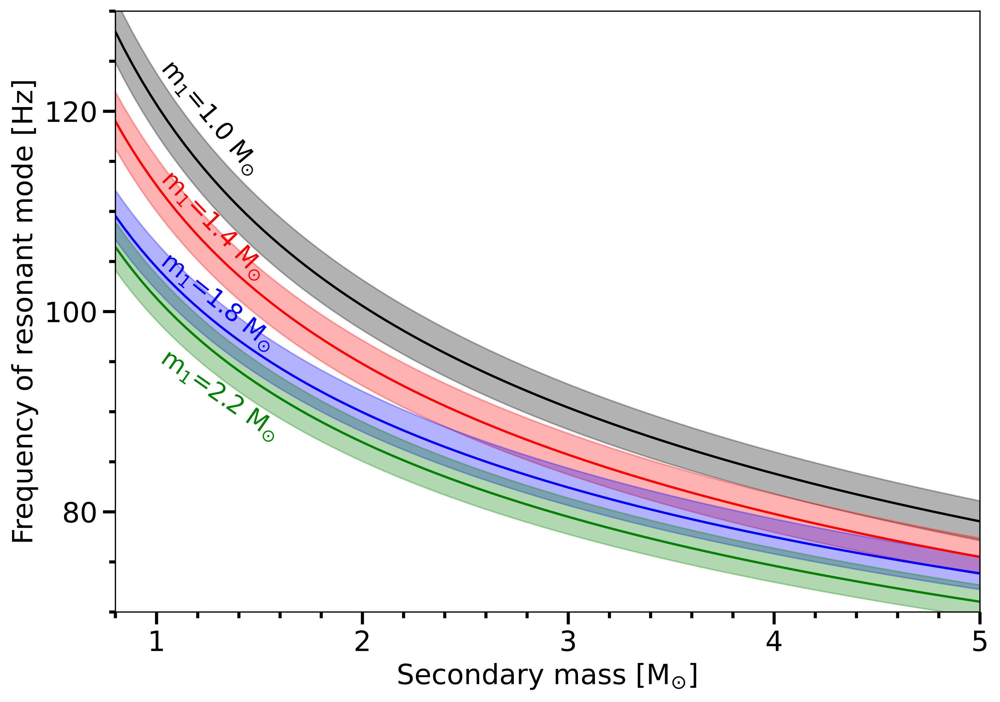 Frequency of resonant mode [Hz]
120
100
80
m₁=1.0 M⊙
m₁=1.4 M⊙
m₁=1.8 M⊙
m₁=2.2 M⊙
1 2 3 4 5
Secondary mass [M⊙]